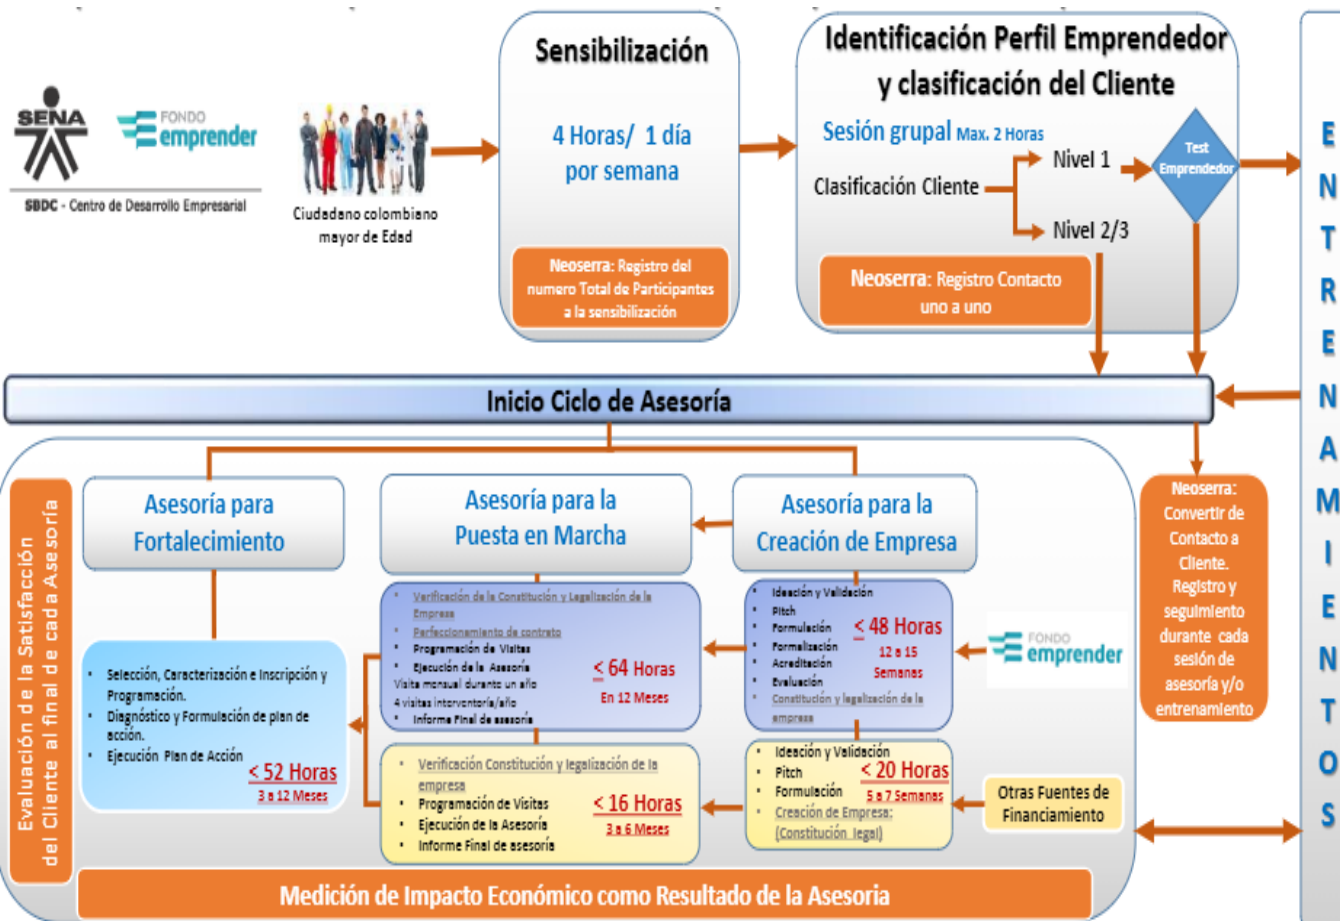 SENA
FONDO
emprender
SBDC - Centro de Desarrollo Empresarial
Ciudadano colombiano
mayor de Edad
Sensibilización
4 Horas/ 1 día
por semana
Neoserra: Registro del
numero Total de Participantes
a la sensibilización
Identificación Perfil Emprendedor
y clasificación del Cliente
Sesión grupal Max. 2 Horas
Clasificación Cliente
Nivel 1
Nivel 2/3
Test
Emprendedor
Neoserra: Registro Contacto
uno a uno
ENTRENAMIENTOS
Inicio Ciclo de Asesoría
Evaluación de la Satisfacción
del Cliente al final de cada Asesoría
Asesoría para
Fortalecimiento
• Selección, Caracterización e Inscripción y
Programación.
• Diagnóstico y Formulación de plan de
acción.
• Ejecución Plan de Acción
< 52 Horas
3 a 12 Meses
Asesoría para la
Puesta en Marcha
• Verificación de la Constitución y Legalización de la
Empresa
• Perfeccionamiento de contrato
• Programación de Visitas
• Ejecución de la Asesoría
Visita mensual durante un año
4 visitas interventoría/año
• Informe Final de asesoría
≤ 64 Horas
En 12 Meses
• Verificación Constitución y legalización de la
empresa
• Programación de Visitas
• Ejecución de la Asesoría
• Informe Final de asesoría
< 16 Horas
3 a 6 Meses
Asesoría para la
Creación de Empresa
• Ideación y Validación
• Pitch
• Formulación
• Formalización
• Acreditación
• Evaluación
• Constitución y legalización de la
empresa
≤ 48 Horas
12 a 15
Semanas
• Ideación y Validación
• Pitch
• Formulación
• Creación de Empresa:
(Constitución legal)
< 20 Horas
5 a 7 Semanas
FONDO
emprender
Otras Fuentes de
Financiamiento
Neoserra:
Convertir de
Contacto a
Cliente.
Registro y
seguimiento
durante cada
sesión de
asesoría y/o
entrenamiento
Medición de Impacto Económico como Resultado de la Asesoria